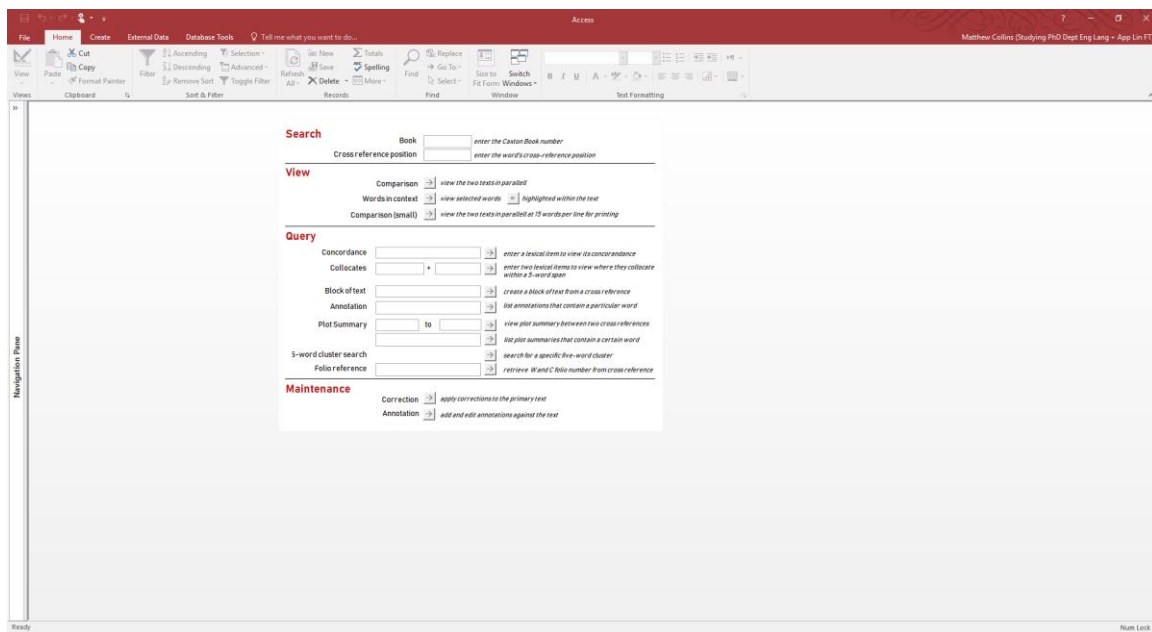 Access
File Home Create External Data Database Tools Tell me what you want to do...
Matthew Collins (Studying PhD Dept Eng Lang + App Lin FT
View
Views
Paste
Cut
Copy
Format Painter
Clipboard
Filter
Ascending
Descending
Remove Sort
Selection
Advanced
Toggle Filter
Sort & Filter
Refresh
All
New
Save
Delete
Totals
Spelling
More
Records
Find
Replace
Go To
Select
Find
Size to
Fit Form
Switch
Windows
Window
B I U A
Text Formatting
Navigation Pane
Search
Book enter the Caxton Book number
Cross reference position enter the word's cross-reference position
View
Comparison view the two texts in parallell
Words in context view selected words = highlighted within the text
Comparison (small) view the two texts in parallell at 15 words per line for printing
Query
Concordance enter a lexical item to view its concorandance
Collocates + enter two lexical items to view where they collocate
within a 5-word span
Block of text create a block of text from a cross reference
Annotation list annotations that contain a particular word
Plot Summary to view plot summary between two cross references
list plot summaries that contain a certain word
5-word cluster search search for a specific five-word cluster
Folio reference retrieve W and C folio number from cross reference
Maintenance
Correction apply corrections to the primary text
Annotation add and edit annotations against the text
Ready
Num Lock